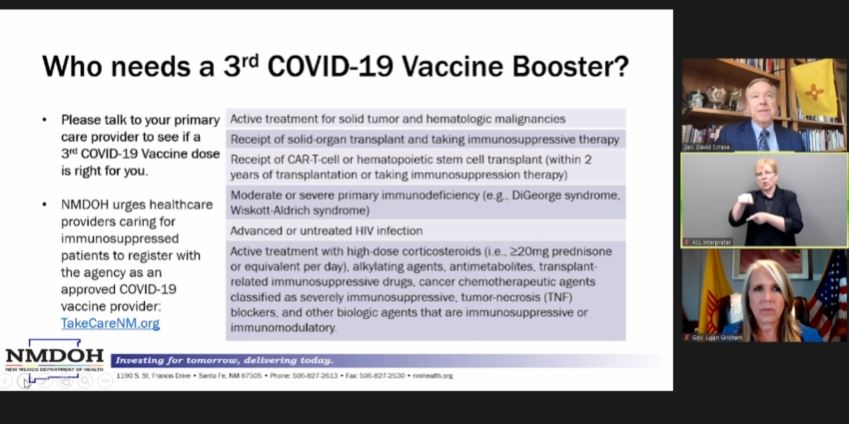 Who needs a 3rd COVID-19 Vaccine Booster?
• Please talk to your primary
care provider to see if a
3rd COVID-19 Vaccine dose
is right for you.
• NMDOH urges healthcare
providers caring for
immunosuppressed
patients to register with
the agency as an
approved COVID-19
vaccine provider:
TakeCareNM.org
Active treatment for solid tumor and hematologic malignancies
Receipt of solid-organ transplant and taking immunosuppressive therapy
Receipt of CAR-T-cell or hematopoietic stem cell transplant (within 2
years of transplantation or taking immunosuppression therapy)
Moderate or severe primary immunodeficiency (e.g., DiGeorge syndrome,
Wiskott-Aldrich syndrome)
Advanced or untreated HIV infection
Active treatment with high-dose corticosteroids (i.e., ≥20mg prednisone
or equivalent per day), alkylating agents, antimetabolites, transplant-
related immunosuppressive drugs, cancer chemotherapeutic agents
classified as severely immunosuppressive, tumor-necrosis (TNF)
blockers, and other biologic agents that are immunosuppressive or
immunomodulatory.
NMDOH
NEW MEXICO DEPARTMENT OF HEALTH
Investing for tomorrow, delivering today.
1190 S. St. Francis Drive • Santa Fe, NM 87505 • Phone: 505-827-2613 • Fax: 505-827-2530 • nmhealth.org
Sec. David Scrase
ASL Interpreter
Gov. Lujan Grisham